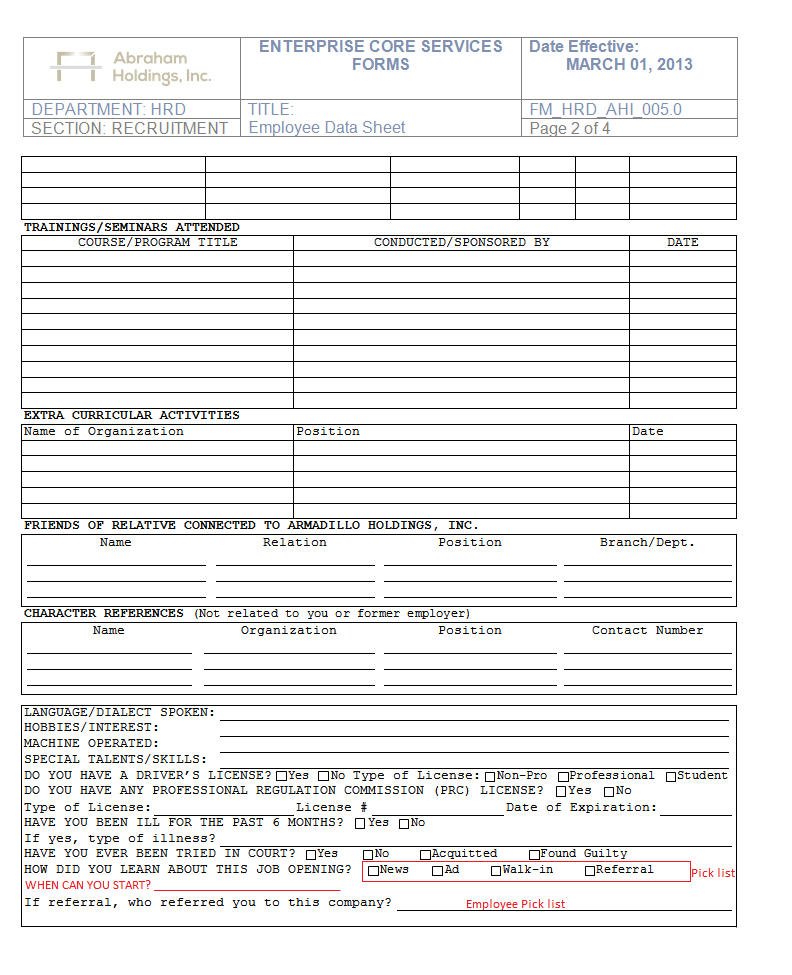 Abraham
Holdings, Inc.
ENTERPRISE CORE SERVICES
FORMS
Date Effective:
MARCH 01, 2013
DEPARTMENT: HRD
SECTION: RECRUITMENT
TITLE:
Employee Data Sheet
FM_HRD_AHI_005.0
Page 2 of 4
TRAININGS/SEMINARS ATTENDED
COURSE/PROGRAM TITLE CONDUCTED/SPONSORED BY DATE
EXTRA CURRICULAR ACTIVITIES
Name of Organization Position Date
FRIENDS OF RELATIVE CONNECTED TO ARMADILLO HOLDINGS, INC.
Name Relation Position Branch/Dept.
CHARACTER REFERENCES (Not related to you or former employer)
Name Organization Position Contact Number
LANGUAGE/DIALECT SPOKEN:
HOBBIES/INTEREST:
MACHINE OPERATED:
SPECIAL TALENTS/SKILLS:
DO YOU HAVE A DRIVER'S LICENSE? Yes No Type of License: Non-Pro Professional Student
DO YOU HAVE ANY PROFESSIONAL REGULATION COMMISSION (PRC) LICENSE? Yes No
Type of License: License # Date of Expiration:
HAVE YOU BEEN ILL FOR THE PAST 6 MONTHS? Yes No
If yes, type of illness?
HAVE YOU EVER BEEN TRIED IN COURT? Yes No Acquitted Found Guilty
HOW DID YOU LEARN ABOUT THIS JOB OPENING? News Ad Walk-in Referral Pick list
WHEN CAN YOU START?
If referral, who referred you to this company? Employee Pick list